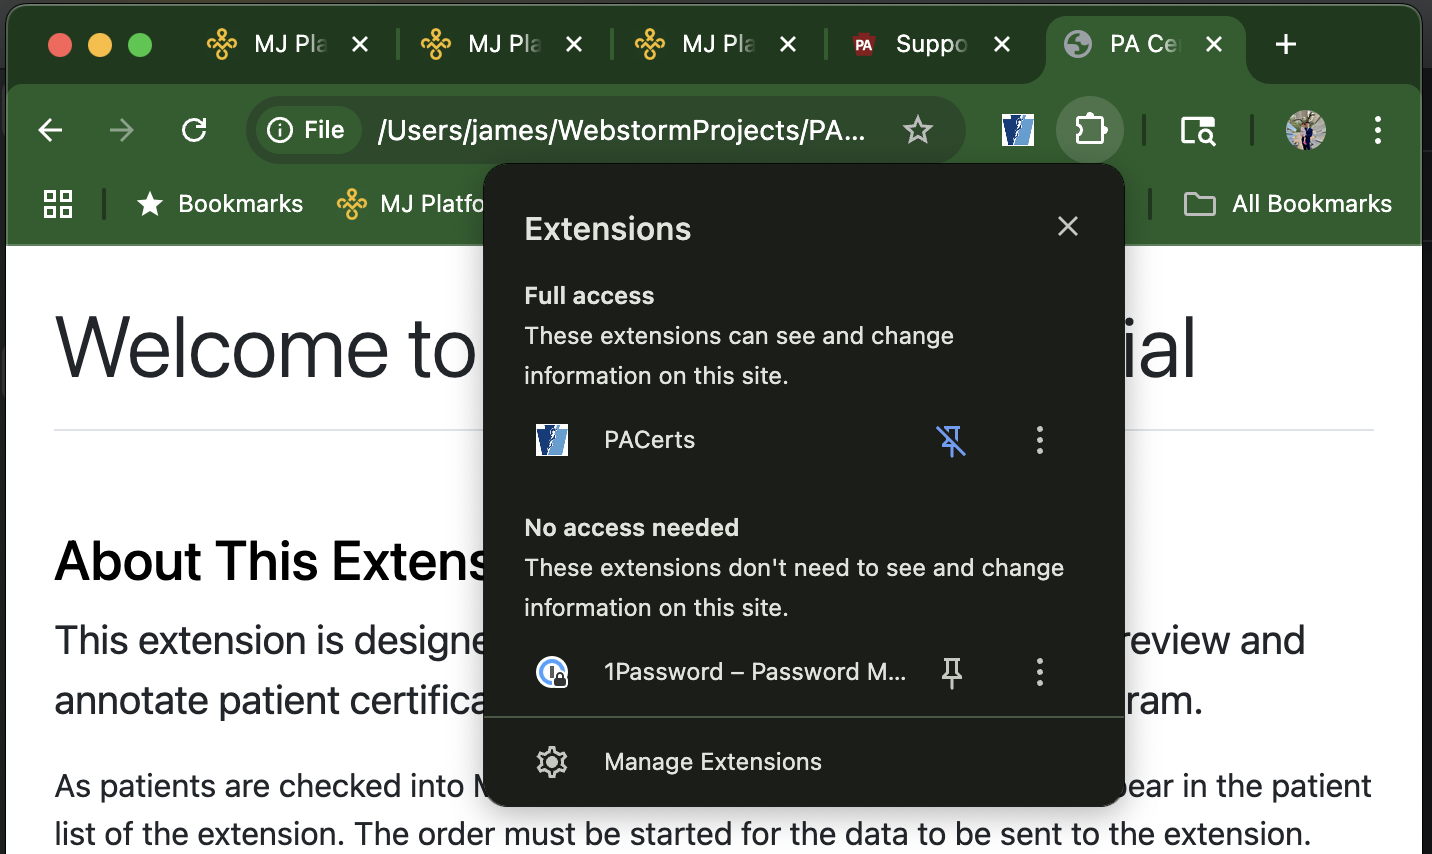 MJ Pla
MJ Pla
MJ Pla
PA Suppo
PA Ce
File /Users/james/WebstormProjects/PA...
Bookmarks MJ Platfo All Bookmarks
Extensions
Full access
These extensions can see and change
information on this site.
PACerts
No access needed
These extensions don't need to see and change
information on this site.
1Password – Password M...
Manage Extensions
Welcome to ial
About This Extens
This extension is designe review and
annotate patient certifica ram.
As patients are checked into M ear in the patient
list of the extension. The order must be started for the data to be sent to the extension.